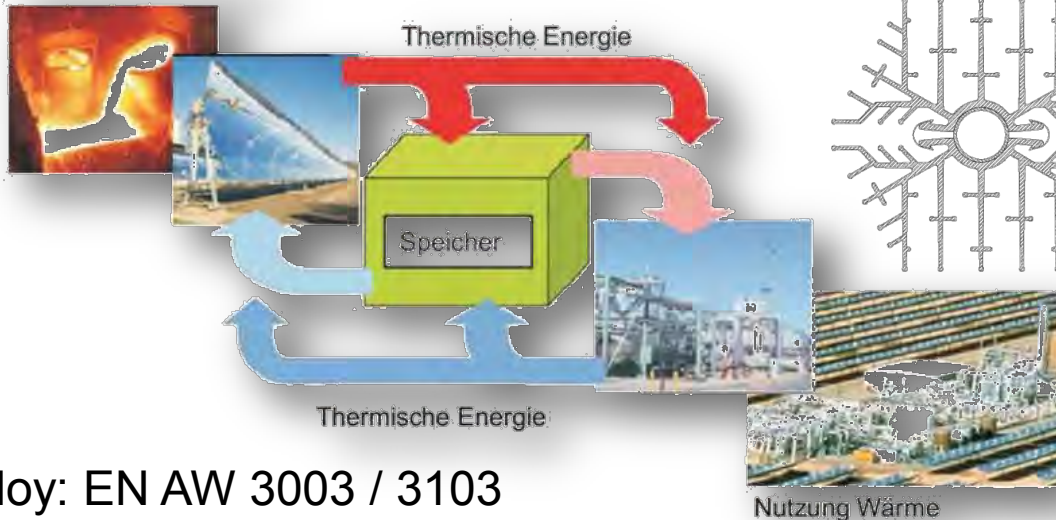 Thermische Energie
Speicher
Thermische Energie
loy: EN AW 3003 / 3103
Nutzung Wärme